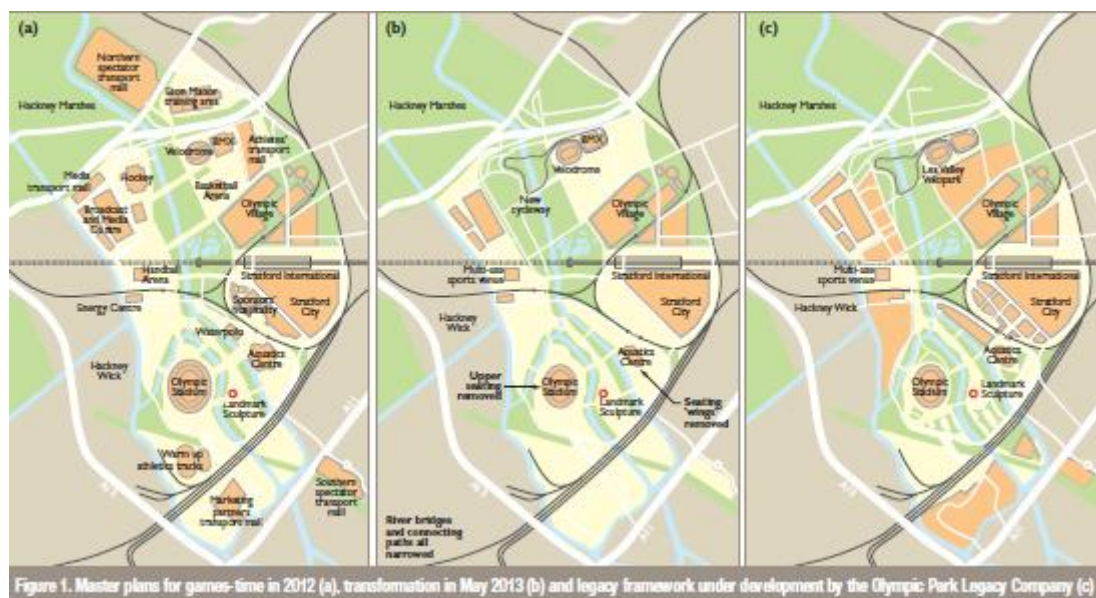 (a)
Northern
spectator
transport
mall
Eton Manor
training area
Hackney Marshes
Velodrome
BMX
Athletes'
transport
mall
Media
transport mall
Hockey
Basketball
Arena
Broadcast
and Media
Centre
Olympic
Village
Handball
Arena
Stratford International
Energy Centre
Sponsors'
hospitality
Stratford
City
Waterpolo
Aquatics
Centre
Hackney
Wick
Olympic
Stadium
Landmark
Sculpture
Warm up
athletics tracks
Marketing
partners
transport mall
Southern
spectator
transport
mall
A11
(b)
Hackney Marshes
BMX
Velodrome
New
cycleway
Olympic
Village
Multi-use
sports venue
Stratford International
Stratford
City
Hackney
Wick
Aquatics
Centre
Upper
seating
removed
Olympic
Stadium
Landmark
Sculpture
Seating
'wings'
removed
River bridges
and connecting
paths all
narrowed
A11
(c)
Hackney Marshes
Lea Valley
Velopark
Olympic
Village
Multi-use
sports venue
Stratford International
Hackney Wick
Stratford
City
Aquatics
Centre
Olympic
Stadium
Landmark
Sculpture
A11
Figure 1. Master plans for games-time in 2012 (a), transformation in May 2013 (b) and legacy framework under development by the Olympic Park Legacy Company (c)